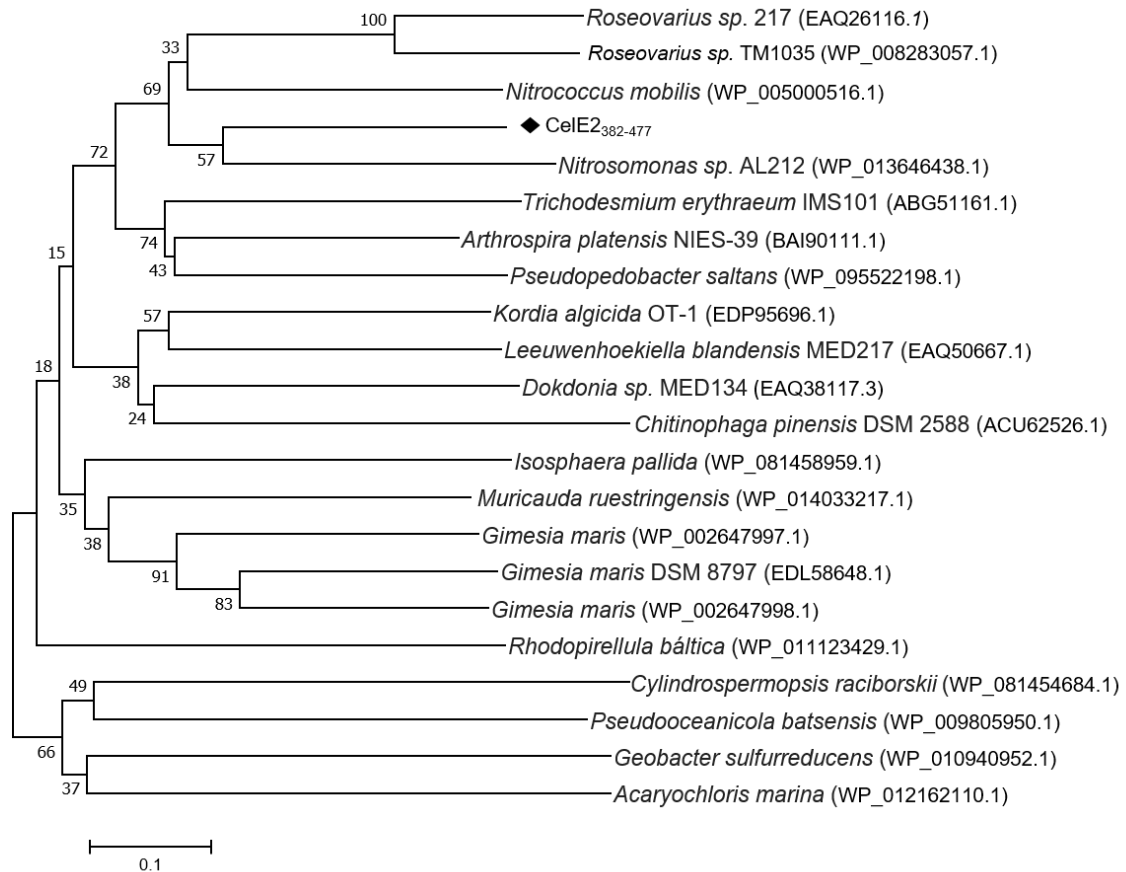 100
Roseovarius sp. 217 (EAQ26116.1)
33
Roseovarius sp. TM1035 (WP_008283057.1)
69
Nitrococcus mobilis (WP_005000516.1)
◆ CelE2382-477
72
57
Nitrosomonas sp. AL212 (WP_013646438.1)
Trichodesmium erythraeum IMS101 (ABG51161.1)
74
Arthrospira platensis NIES-39 (BAI90111.1)
15
43
Pseudopedobacter saltans (WP_095522198.1)
57
Kordia algicida OT-1 (EDP95696.1)
Leeuwenhoekiella blandensis MED217 (EAQ50667.1)
18
38
Dokdonia sp. MED134 (EAQ38117.3)
24
Chitinophaga pinensis DSM 2588 (ACU62526.1)
Isosphaera pallida (WP_081458959.1)
35
Muricauda ruestringensis (WP_014033217.1)
38
Gimesia maris (WP_002647997.1)
91
Gimesia maris DSM 8797 (EDL58648.1)
83
Gimesia maris (WP_002647998.1)
Rhodopirellula báltica (WP_011123429.1)
49
Cylindrospermopsis raciborskii (WP_081454684.1)
Pseudooceanicola batsensis (WP_009805950.1)
66
Geobacter sulfurreducens (WP_010940952.1)
37
Acaryochloris marina (WP_012162110.1)
0.1